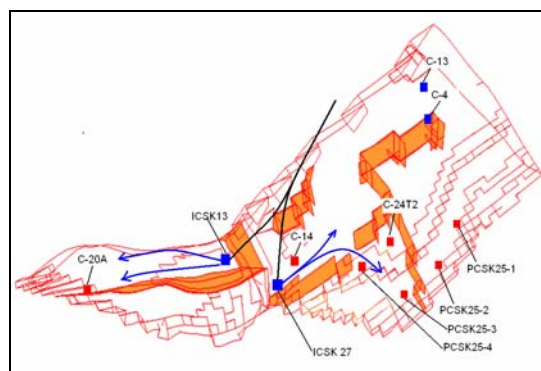 C-13
C-4
ICSK13
C-24T2
C-14
C-20A
PCSK25-1
PCSK25-2
PCSK25-3
ICSK 27
PCSK25-4